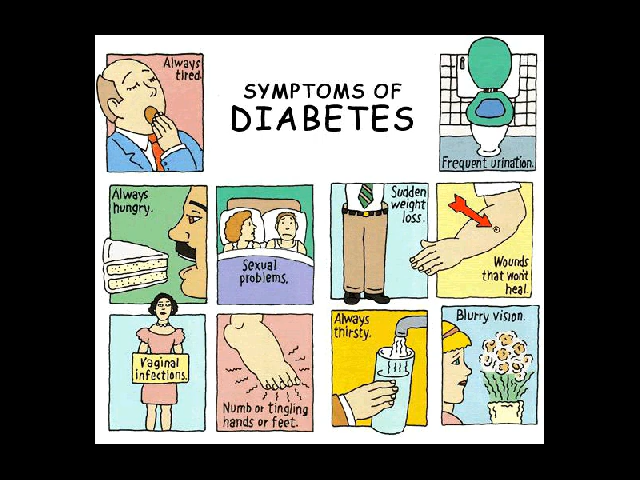 Always
tired.
SYMPTOMS OF
DIABETES
Frequent urination.
Always
hungry.
Sexual
problems.
Sudden
weight
loss.
Wounds
that won't
heal.
Vaginal
infections.
Numb or tingling
hands or feet.
Always
thirsty.
Blurry vision.